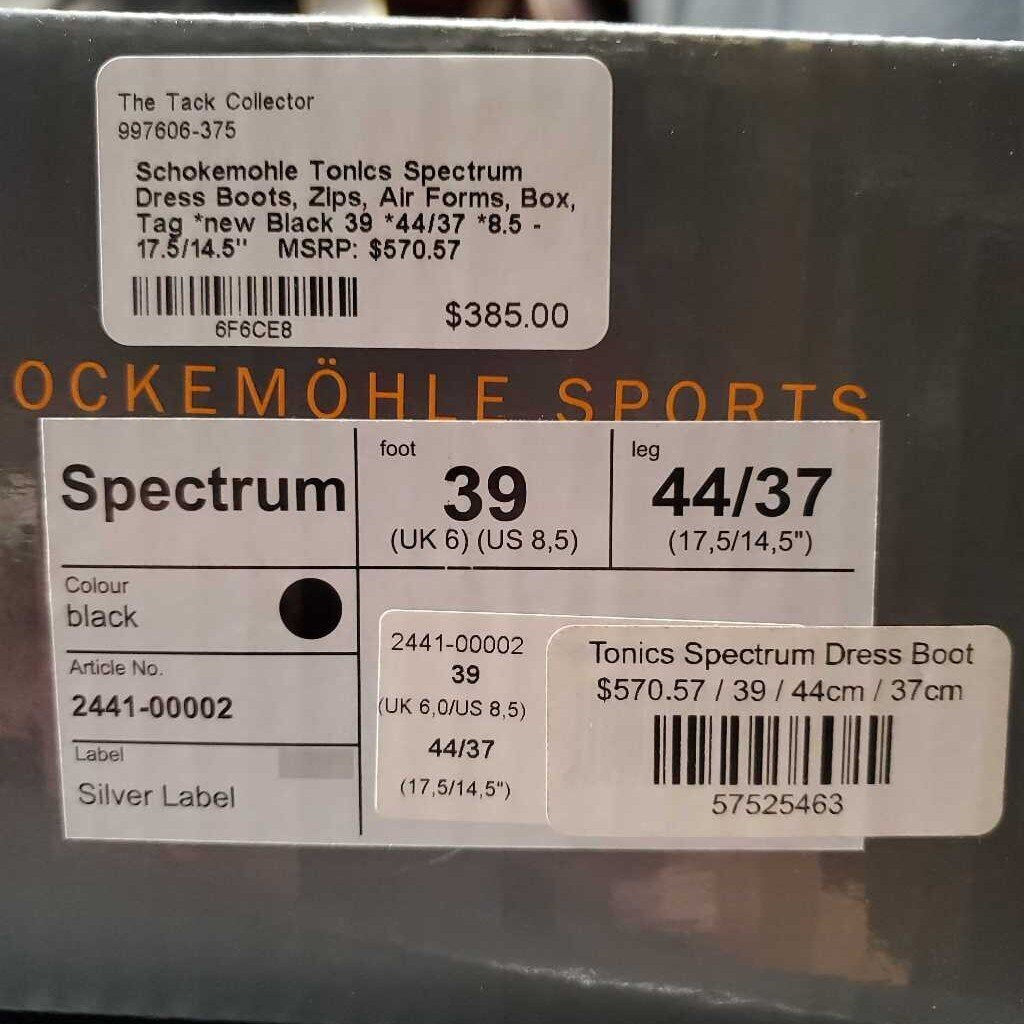 The Tack Collector
997606-375
Schokemohle Tonics Spectrum
Dress Boots, Zips, Air Forms, Box,
Tag *new Black 39 *44/37 *8.5 -
17.5/14.5" MSRP: $570.57
6F6CE8
$385.00
OCKEMÖHLE SPORTS
Spectrum
foot
39
(UK 6) (US 8,5)
leg
44/37
(17,5/14,5")
Colour
black
Article No.
2441-00002
Label
Silver Label
2441-00002
39
(UK 6,0/US 8,5)
44/37
(17,5/14,5")
Tonics Spectrum Dress Boot
$570.57 / 39 / 44cm / 37cm
57525463